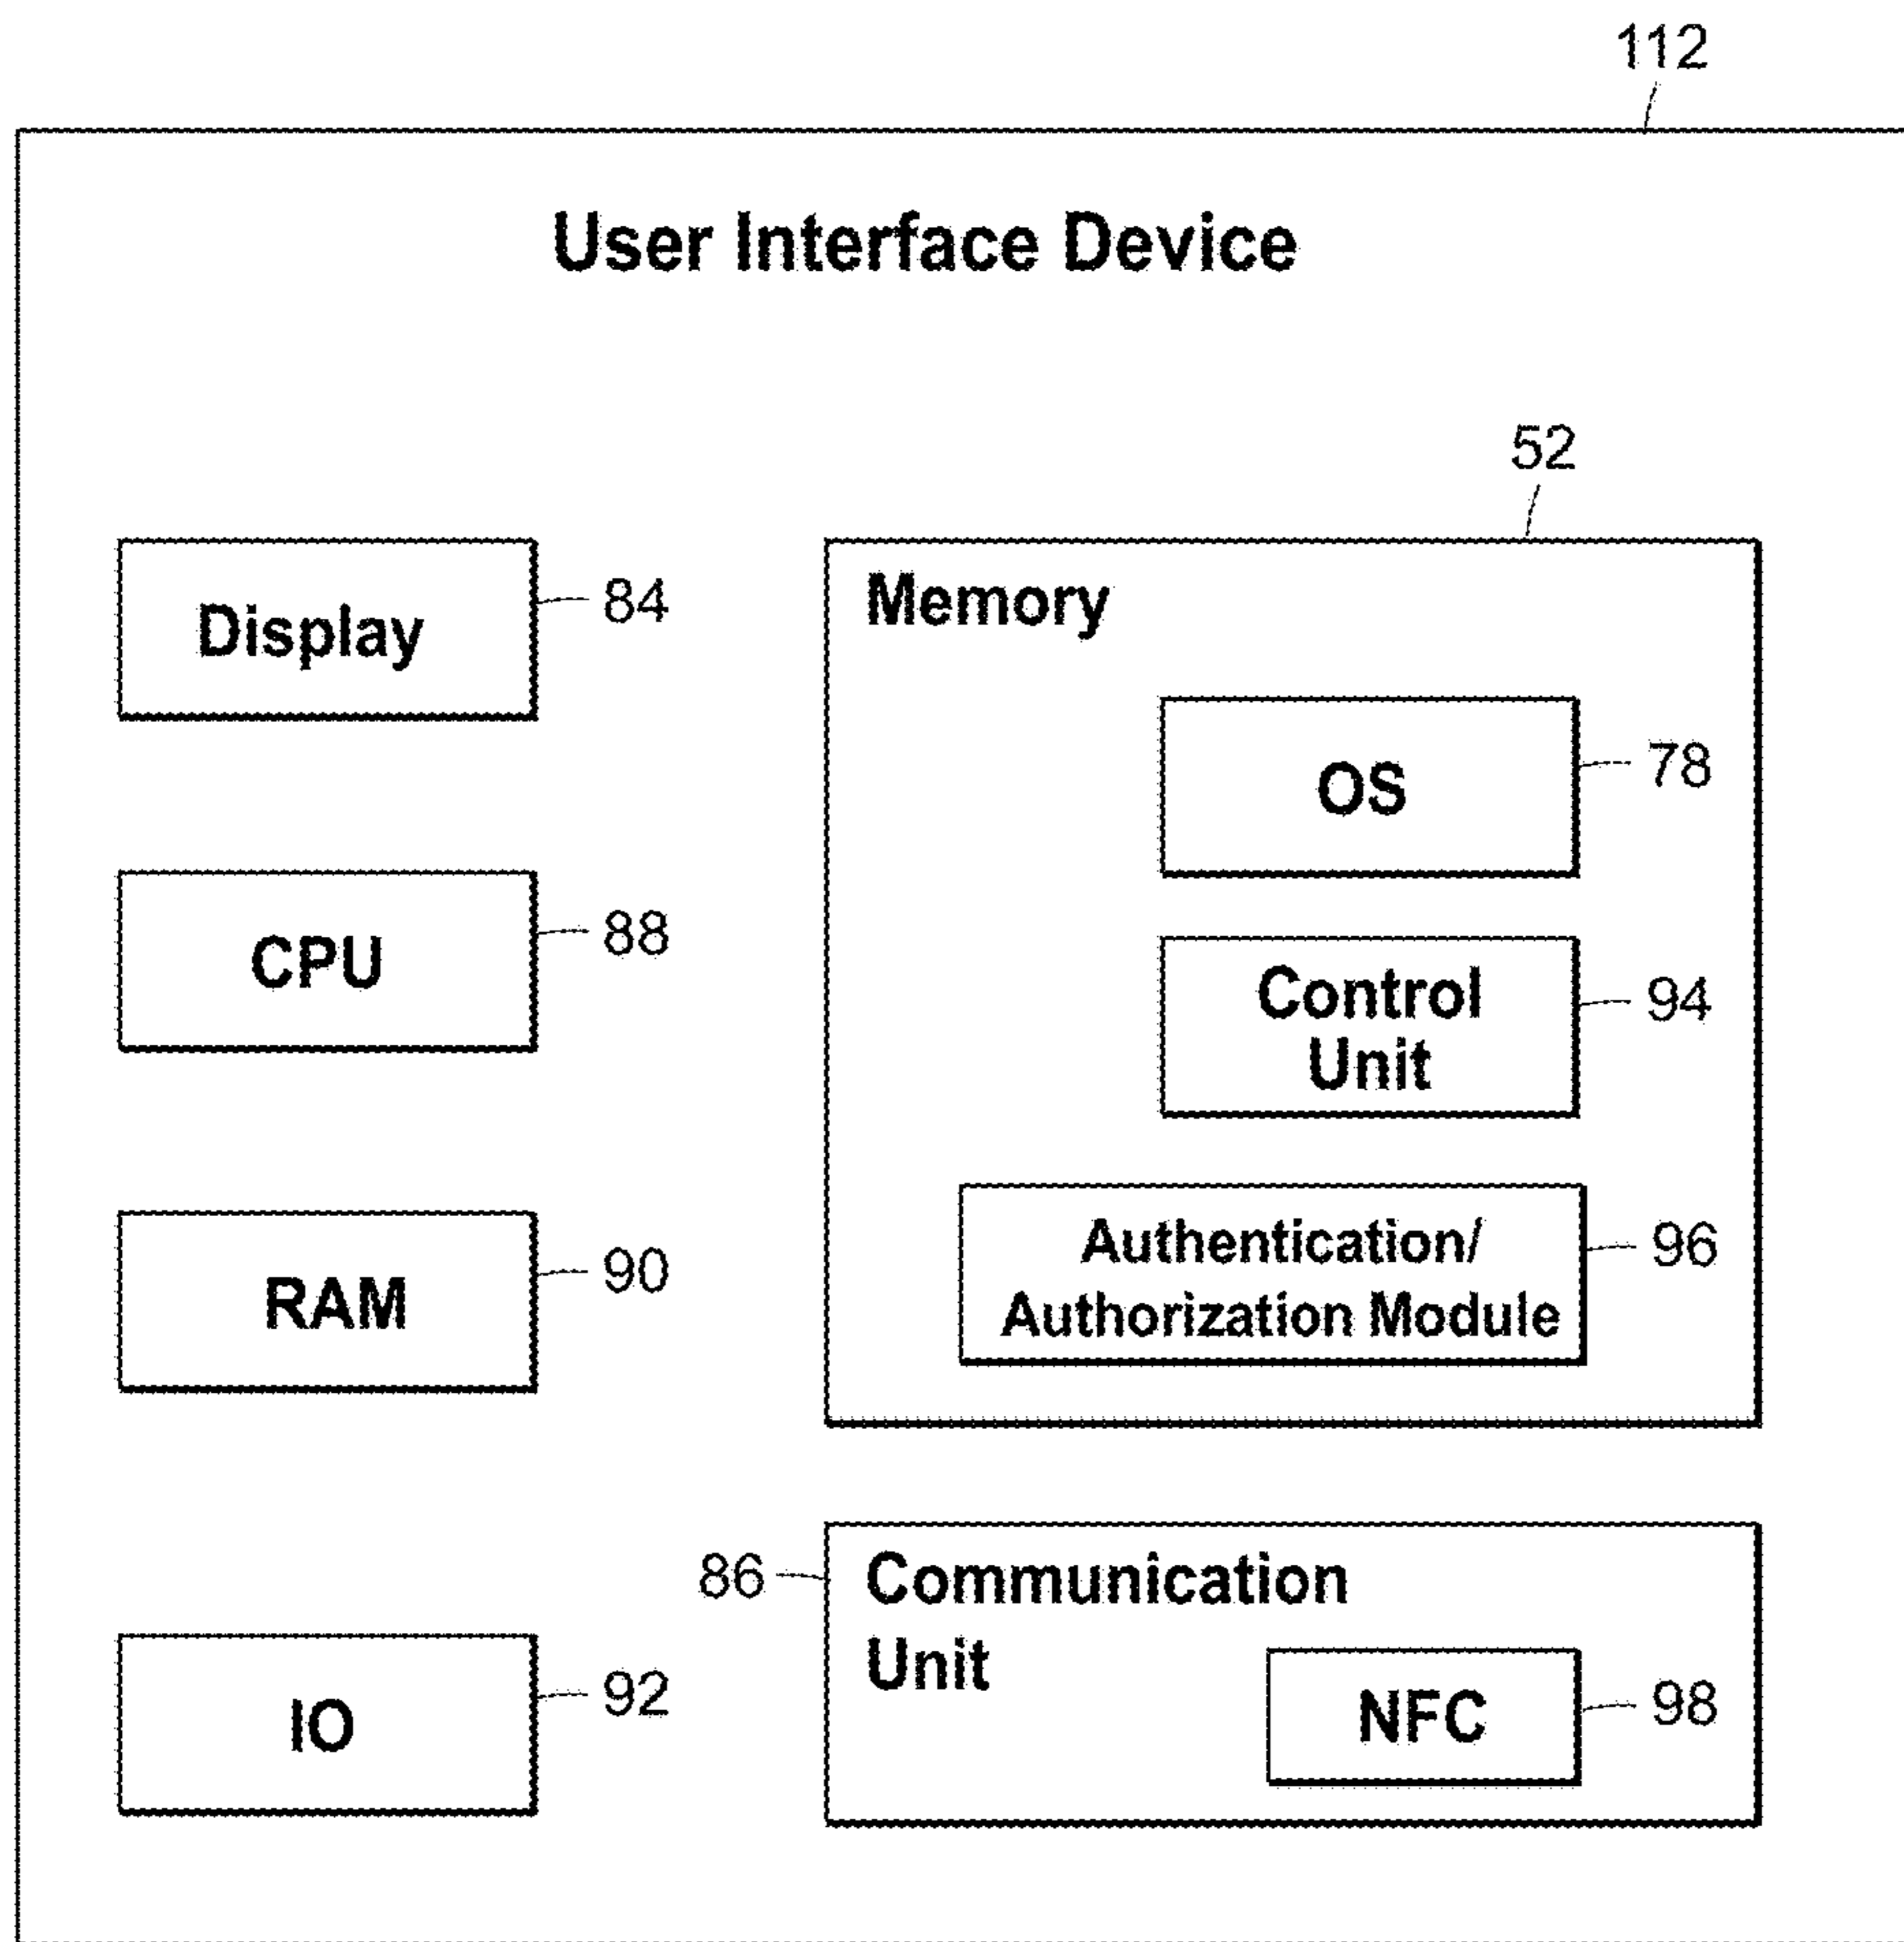 112
User Interface Device
52
Display
84
Memory
OS
78
CPU
88
Control
Unit
94
RAM
90
Authentication/
Authorization Module
96
86
Communication
Unit
IO
92
NFC
98